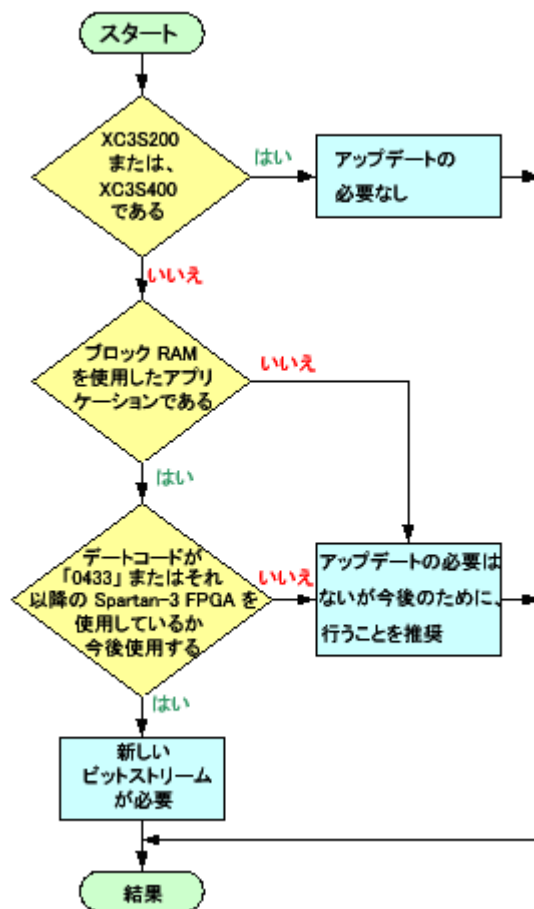 スタート
XC3S200
または、
XC3S400
である
はい
アップデートの
必要なし
いいえ
ブロック RAM
を使用したアプリ
ケーションである
いいえ
はい
デートコードが
「0433」またはそれ
以降の Spartan-3 FPGA を
使用しているか
今後使用する
いいえ
アップデートの必要は
ないが今後のために、
行うことを推奨
はい
新しい
ビットストリーム
が必要
結果